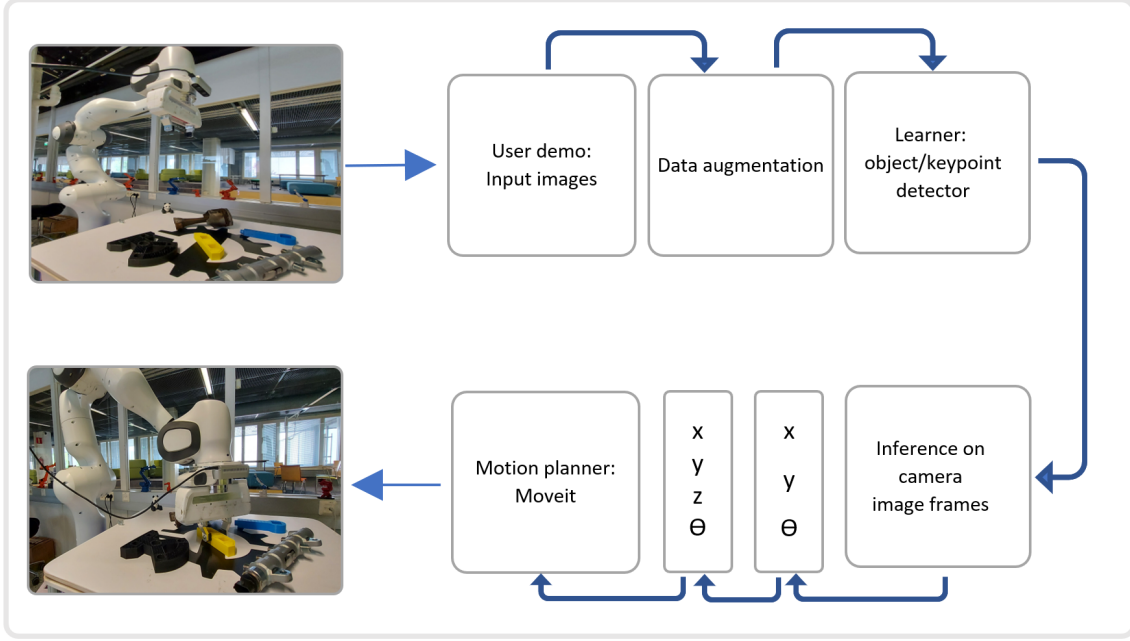 User demo:
Input images
Data augmentation
Learner:
object/keypoint
detector
Inference on
camera
image frames
x
y
ϴ
x
y
z
ϴ
Motion planner:
Moveit